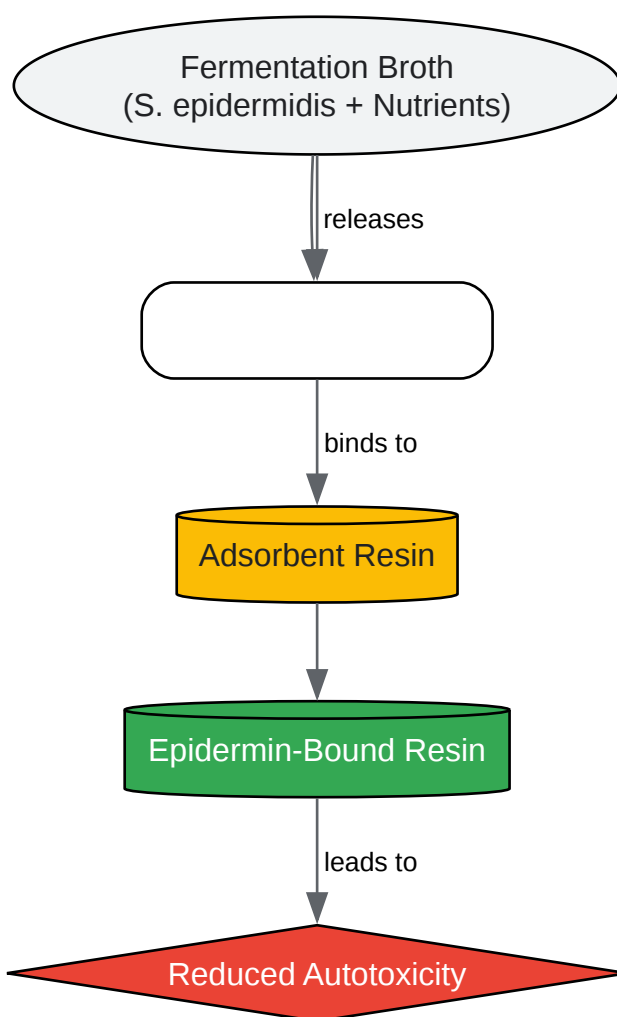 Fermentation Broth
(S. epidermidis + Nutrients)
releases
binds to
Adsorbent Resin
Epidermin-Bound Resin
leads to
Reduced Autotoxicity